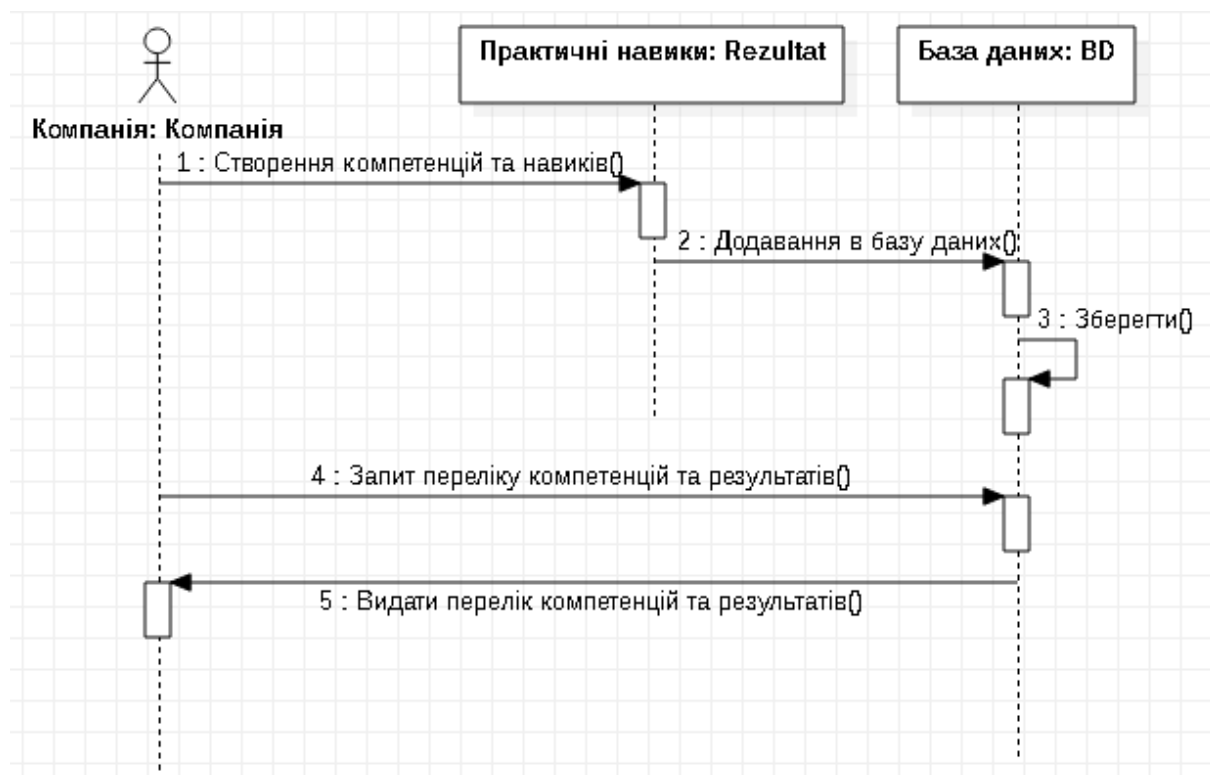 Практичні навики: Rezultat
База даних: BD
Компанія: Компанія
1 : Створення компетенцій та навиків()
2 : Додавання в базу даних()
3 : Зберегти()
4 : Запит переліку компетенцій та результатів()
5 : Видати перелік компетенцій та результатів()